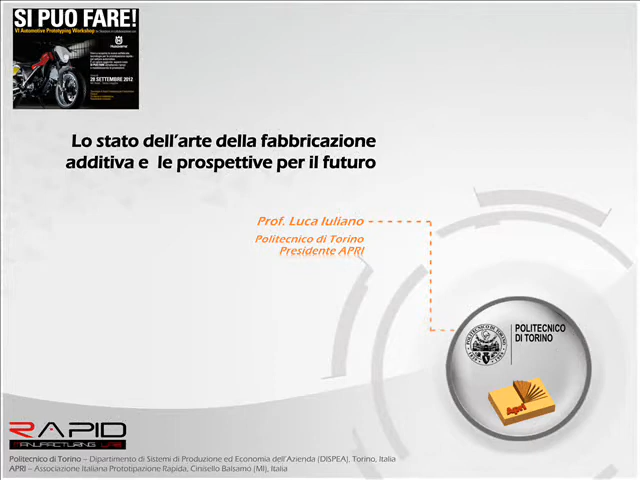 SI PUO FARE!
VI Automotive Prototyping Workshop
Husqvarna
28 SETTEMBRE 2012
Lo stato dell'arte della fabbricazione
additiva e le prospettive per il futuro
Prof. Luca Iuliano
Politecnico di Torino
Presidente APRI
POLITECNICO
DI TORINO
Apri
RAPID
MANUFACTURING LAB
Politecnico di Torino – Dipartimento di Sistemi di Produzione ed Economia dell'Azienda (DISPEA), Torino, Italia
APRI – Associazione Italiana Prototipazione Rapida, Cinisello Balsamo (MI), Italia